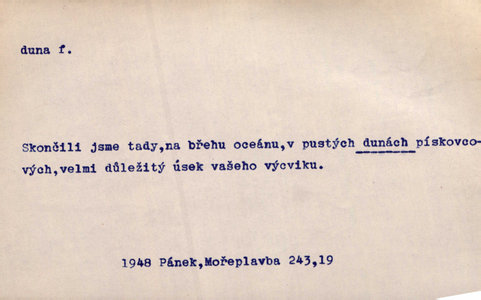 duna f.
Skončili jsme tady,na břehu oceánu,v pustých dunách pískovco-
vých,velmi důležitý úsek vašeho výcviku.
1948 Pánek,Mořeplavba 243,19